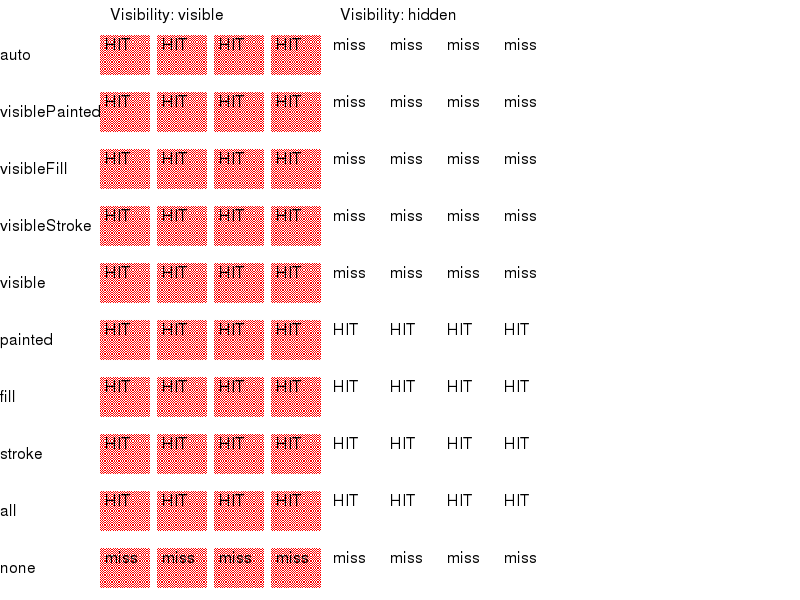 Visibility: visible Visibility: hidden
auto HIT HIT HIT HIT miss miss miss miss
visiblePainted HIT HIT HIT HIT miss miss miss miss
visibleFill HIT HIT HIT HIT miss miss miss miss
visibleStroke HIT HIT HIT HIT miss miss miss miss
visible HIT HIT HIT HIT miss miss miss miss
painted HIT HIT HIT HIT HIT HIT HIT HIT
fill HIT HIT HIT HIT HIT HIT HIT HIT
stroke HIT HIT HIT HIT HIT HIT HIT HIT
all HIT HIT HIT HIT HIT HIT HIT HIT
none miss miss miss miss miss miss miss miss